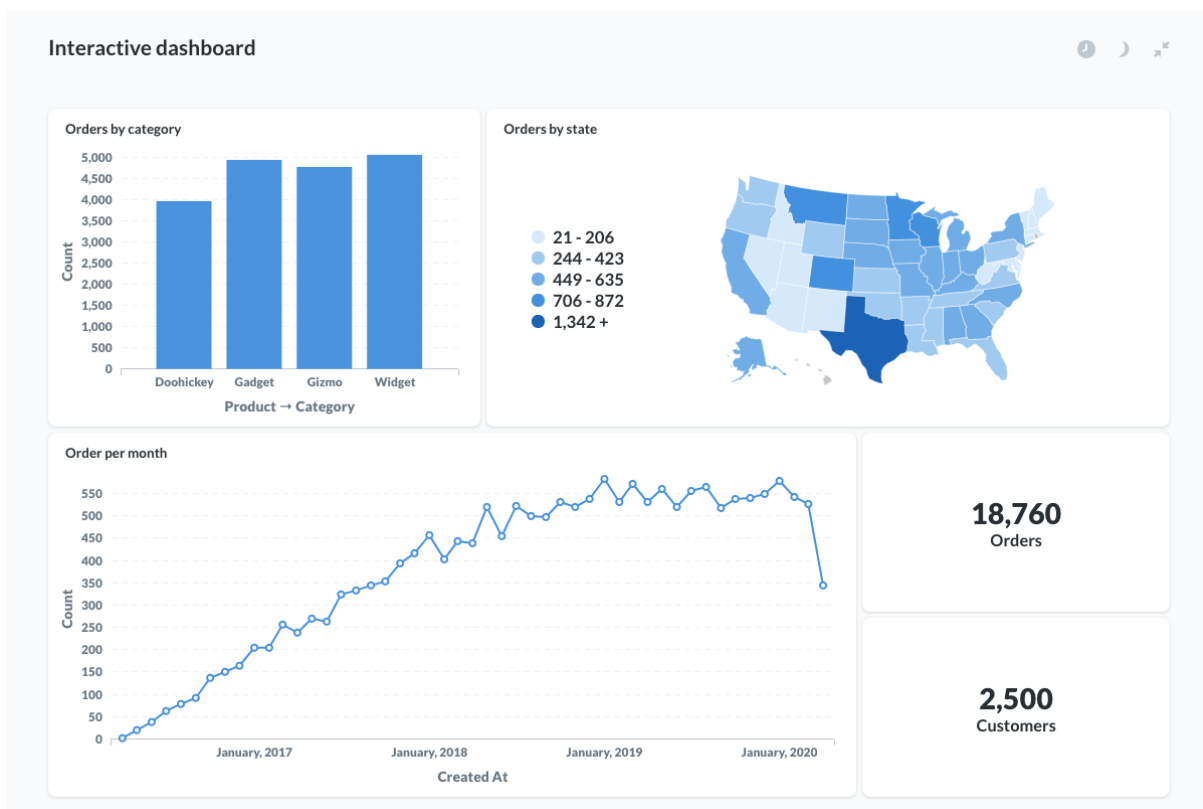 Interactive dashboard
Orders by category
5,000
4,500
4,000
3,500
3,000
2,500
2,000
1,500
1,000
500
0
Count
Doohickey Gadget Gizmo Widget
Product → Category
Orders by state
21 - 206
244 - 423
449 - 635
706 - 872
1,342 +
Order per month
550
500
450
400
350
300
250
200
150
100
50
0
Count
January, 2017 January, 2018 January, 2019 January, 2020
Created At
18,760
Orders
2,500
Customers